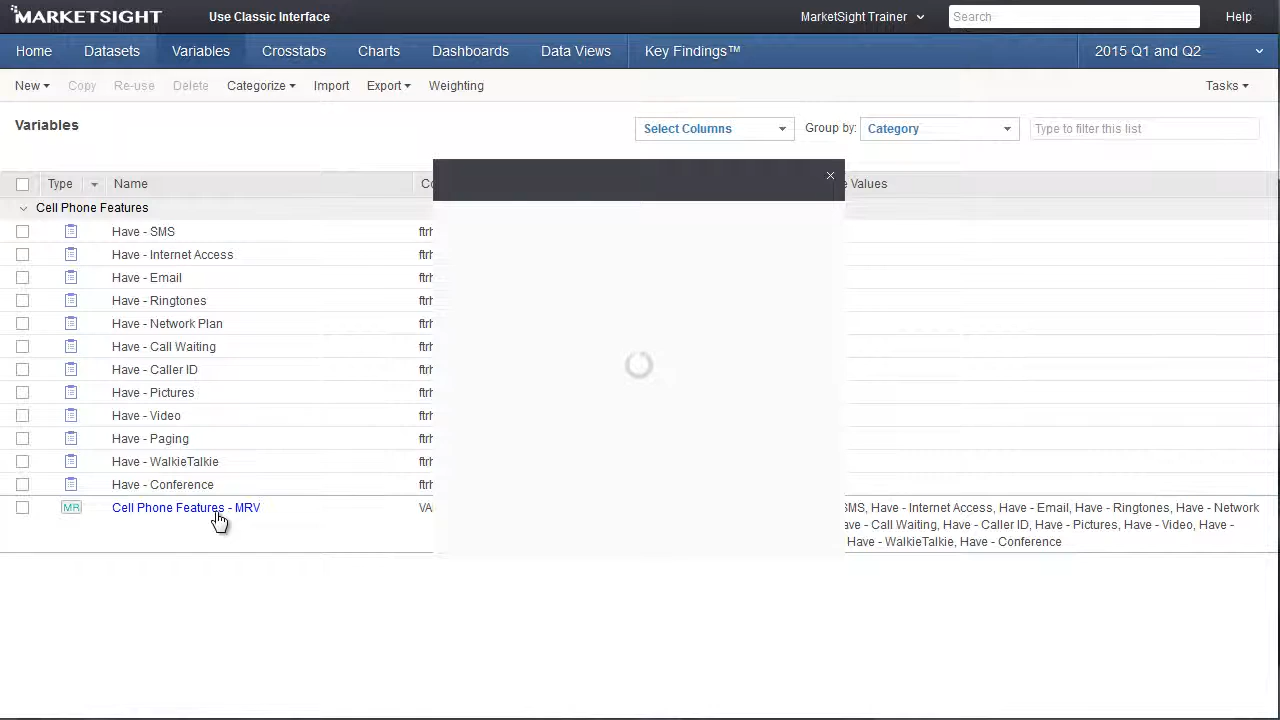 MARKETSIGHT Use Classic interface MarketSight Trainer Search Help
Home Datasets Variables Crosstabs Charts Dashboards Data Views Key Findings™ 2015 Q1 and Q2
New Copy Re-use Delete Categorize Import Export Weighting Tasks
Variables Select Columns Group by: Category Type to filter this list
× 
Type Name Values
Cell Phone Features
Have - SMS
Have - Internet Access
Have - Email
Have - Ringtones
Have - Network Plan
Have - Call Waiting
Have - Caller ID
Have - Pictures
Have - Video
Have - Paging
Have - WalkieTalkie
Have - Conference
MR Cell Phone Features - MRV VA SMS, Have - Internet Access, Have - Email, Have - Ringtones, Have - Network
- Call Waiting, Have - Caller ID, Have - Pictures, Have - Video, Have -
Have - WalkieTalkie, Have - Conference